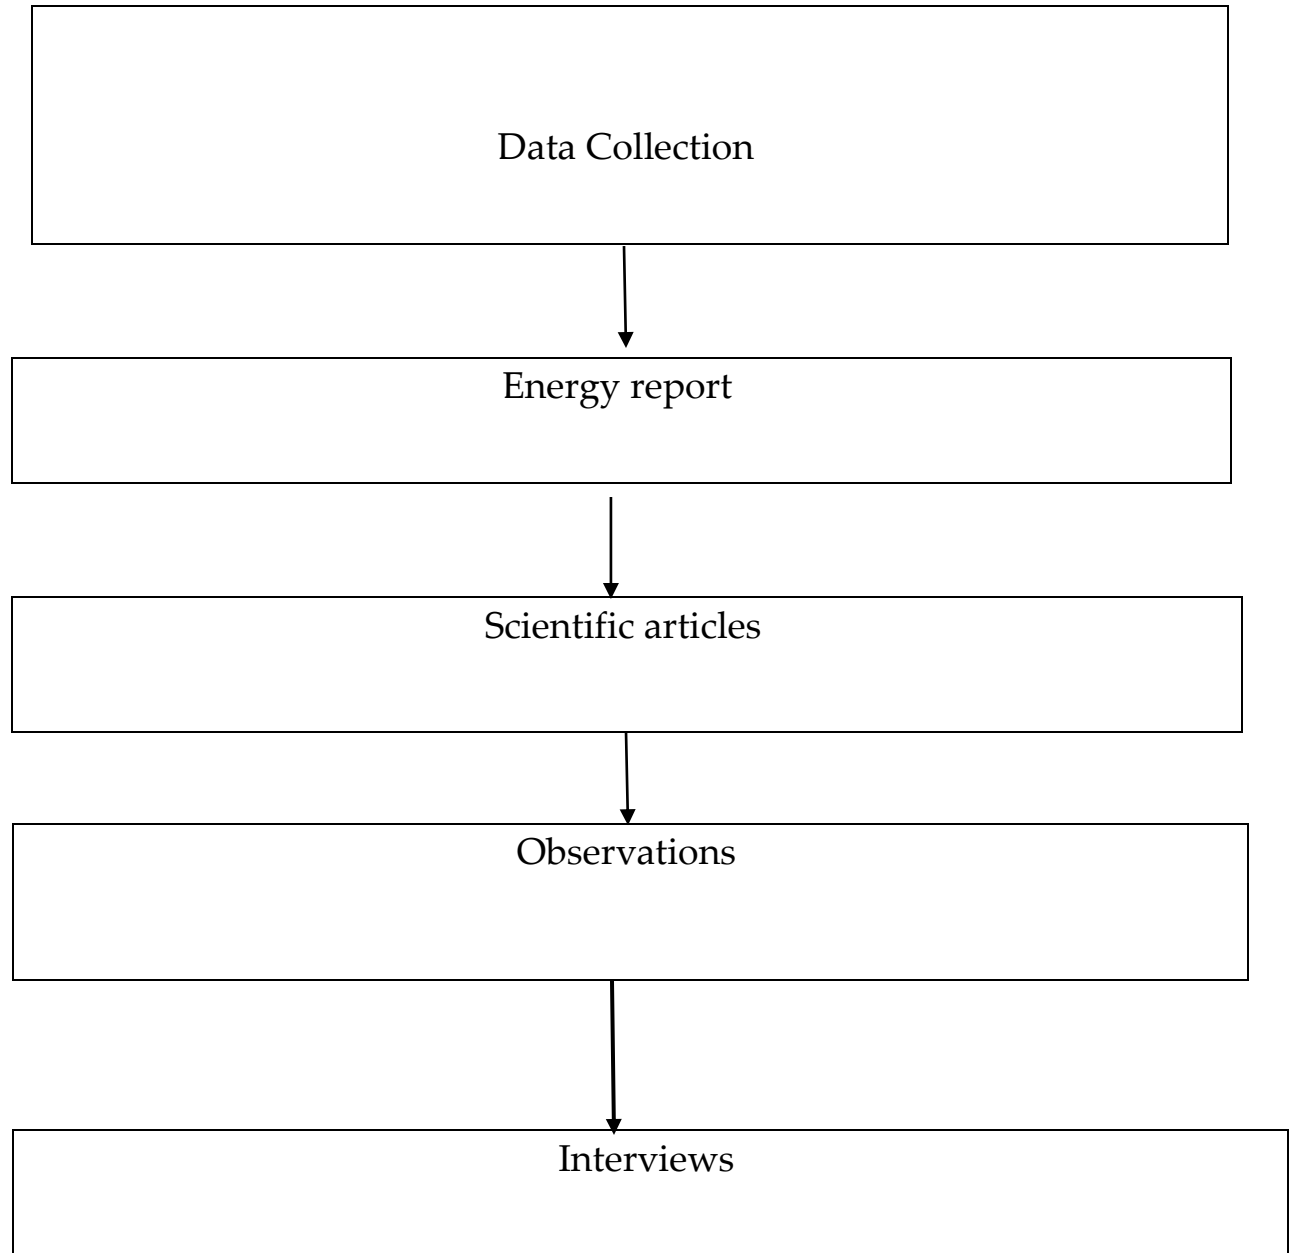 Data Collection
Energy report
Scientific articles
Observations
Interviews